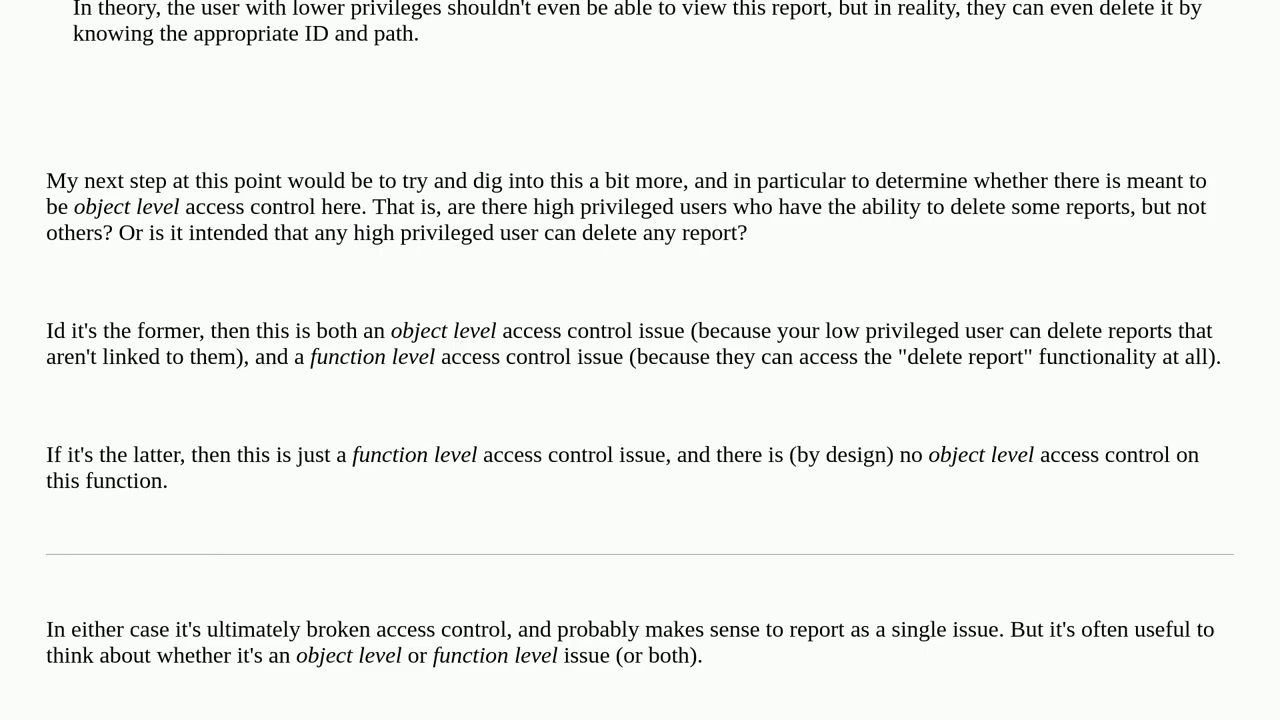 In theory, the user with lower privileges shouldn't even be able to view this report, but in reality, they can even delete it by
knowing the appropriate ID and path.
My next step at this point would be to try and dig into this a bit more, and in particular to determine whether there is meant to
be object level access control here. That is, are there high privileged users who have the ability to delete some reports, but not
others? Or is it intended that any high privileged user can delete any report?
Id it's the former, then this is both an object level access control issue (because your low privileged user can delete reports that
aren't linked to them), and a function level access control issue (because they can access the "delete report" functionality at all).
If it's the latter, then this is just a function level access control issue, and there is (by design) no object level access control on
this function.
In either case it's ultimately broken access control, and probably makes sense to report as a single issue. But it's often useful to
think about whether it's an object level or function level issue (or both).